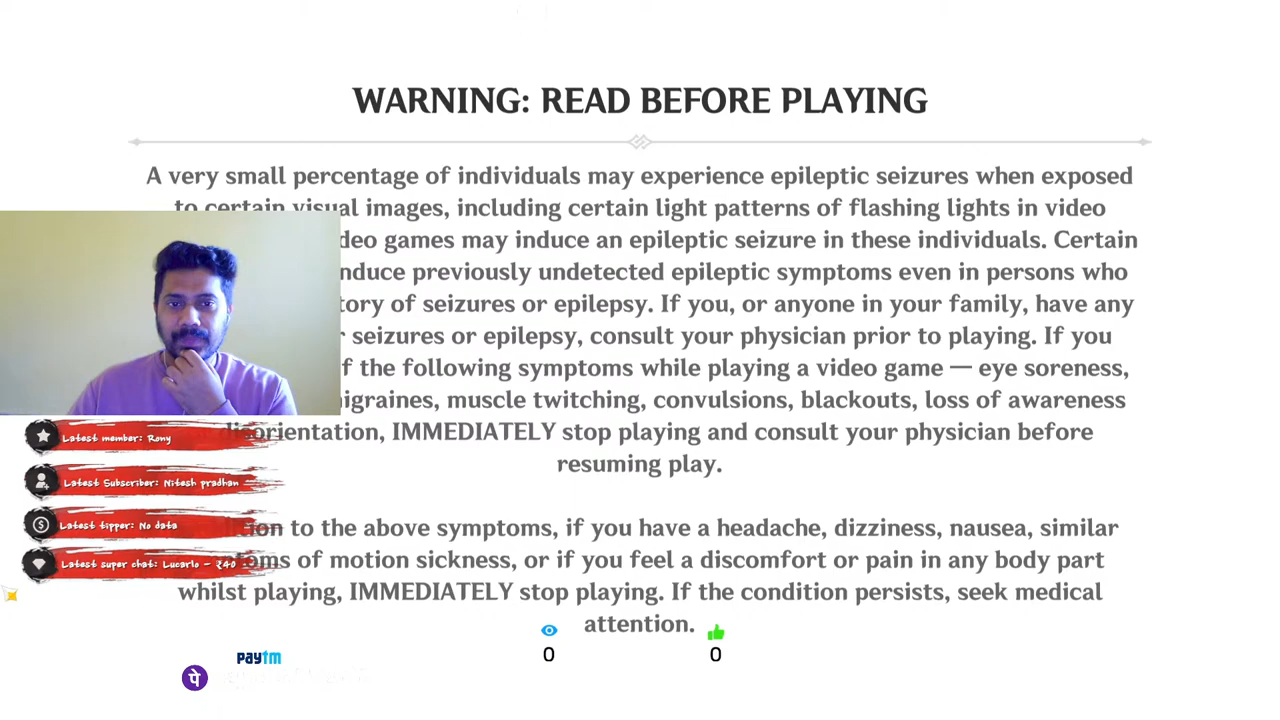 WARNING: READ BEFORE PLAYING
A very small percentage of individuals may experience epileptic seizures when exposed
to certain visual images, including certain light patterns of flashing lights in video
deo games may induce an epileptic seizure in these individuals. Certain
nduce previously undetected epileptic symptoms even in persons who
tory of seizures or epilepsy. If you, or anyone in your family, have any
r seizures or epilepsy, consult your physician prior to playing. If you
f the following symptoms while playing a video game — eye soreness,
igraines, muscle twitching, convulsions, blackouts, loss of awareness
disorientation, IMMEDIATELY stop playing and consult your physician before
resuming play.
tion to the above symptoms, if you have a headache, dizziness, nausea, similar
toms of motion sickness, or if you feel a discomfort or pain in any body part
whilst playing, IMMEDIATELY stop playing. If the condition persists, seek medical
attention.
Latest member: Rony
Latest Subscriber: Nitesh pradhan
Latest tipper: No data
Latest super chat: Lucarlo - ₹40
0
0
paytm
पे